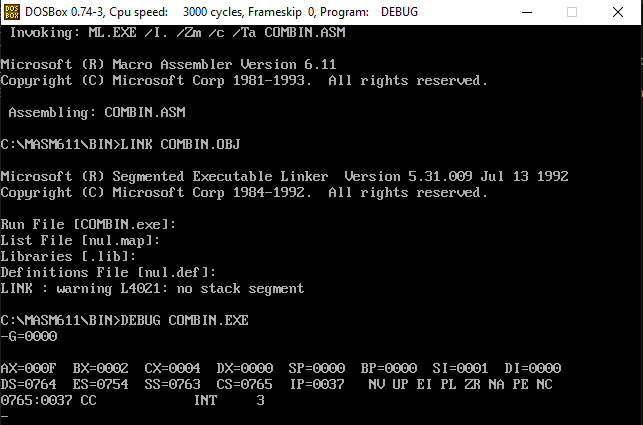 DOS
BOX
DOSBox 0.74-3, Cpu speed:    3000 cycles, Frameskip  0, Program:    DEBUG
 Invoking: ML.EXE /I. /Zm /c /Ta COMBIN.ASM
Microsoft (R) Macro Assembler Version 6.11
Copyright (C) Microsoft Corp 1981-1993.  All rights reserved.
 Assembling: COMBIN.ASM
C:\MASM611\BIN>LINK COMBIN.OBJ
Microsoft (R) Segmented Executable Linker  Version 5.31.009 Jul 13 1992
Copyright (C) Microsoft Corp 1984-1992.  All rights reserved.
Run File [COMBIN.exe]:
List File [nul.map]:
Libraries [.lib]:
Definitions File [nul.def]:
LINK : warning L4021: no stack segment
C:\MASM611\BIN>DEBUG COMBIN.EXE
-G=0000
AX=000F  BX=0002  CX=0004  DX=0000  SP=0000  BP=0000  SI=0001  DI=0000
DS=0764  ES=0754  SS=0763  CS=0765  IP=0037   NV UP EI PL ZR NA PE NC
0765:0037 CC            INT     3
-